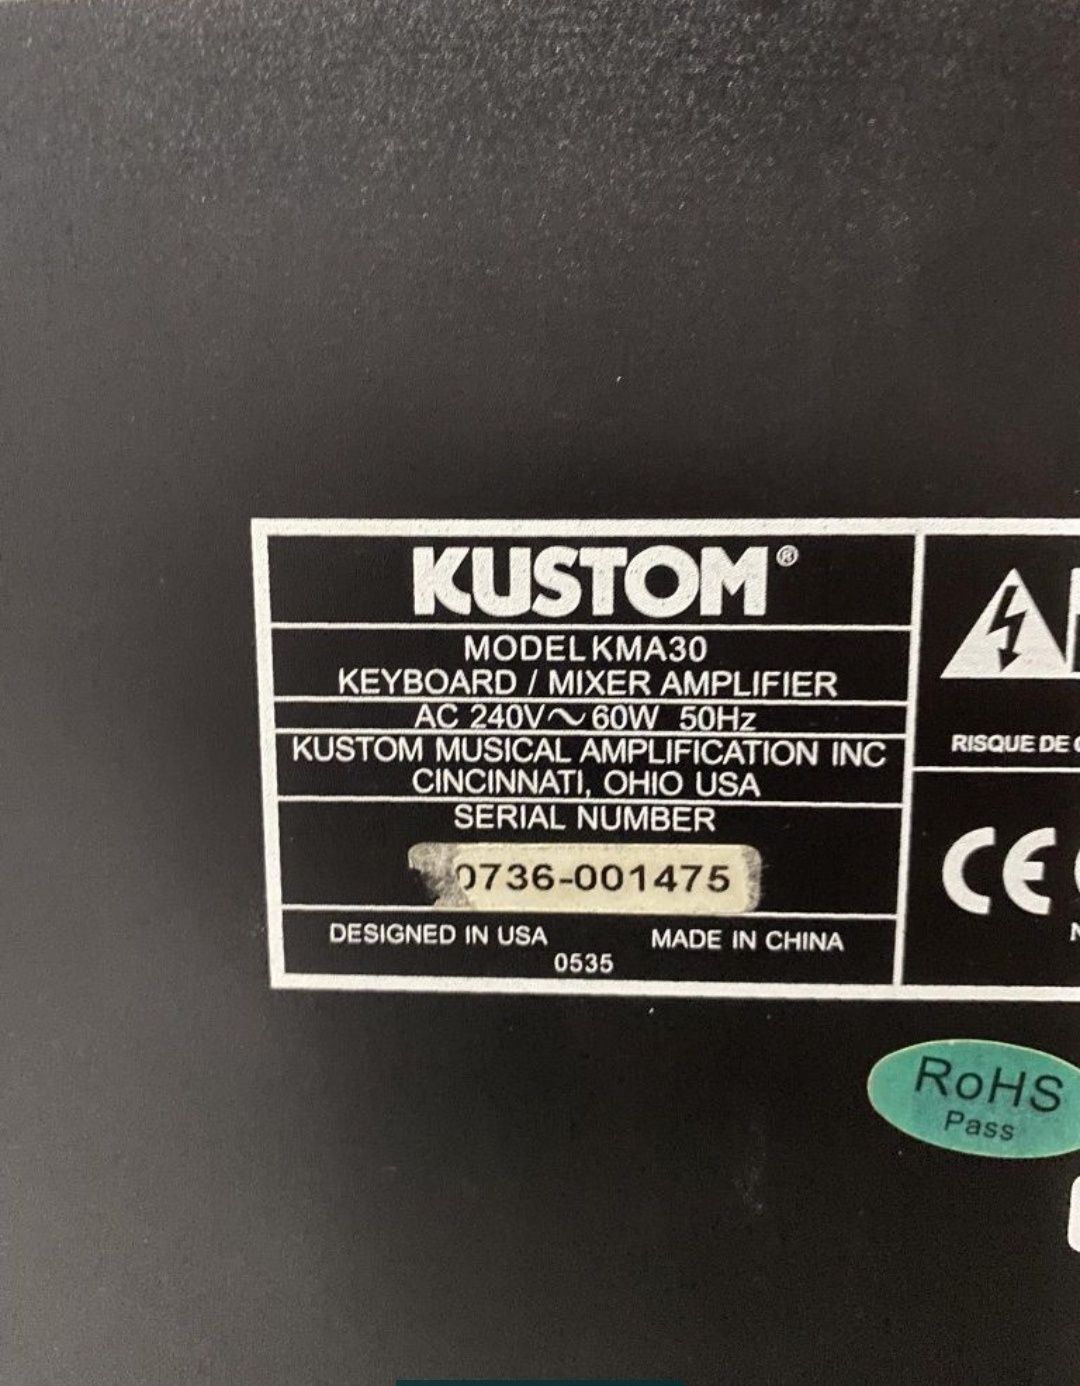 KUSTOM®
MODEL KMA30
KEYBOARD / MIXER AMPLIFIER
AC 240V~ 60W 50Hz
KUSTOM MUSICAL AMPLIFICATION INC
CINCINNATI, OHIO USA
SERIAL NUMBER
0736-001475
DESIGNED IN USA MADE IN CHINA
0535
RISQUE DE
CE
RoHS
Pass